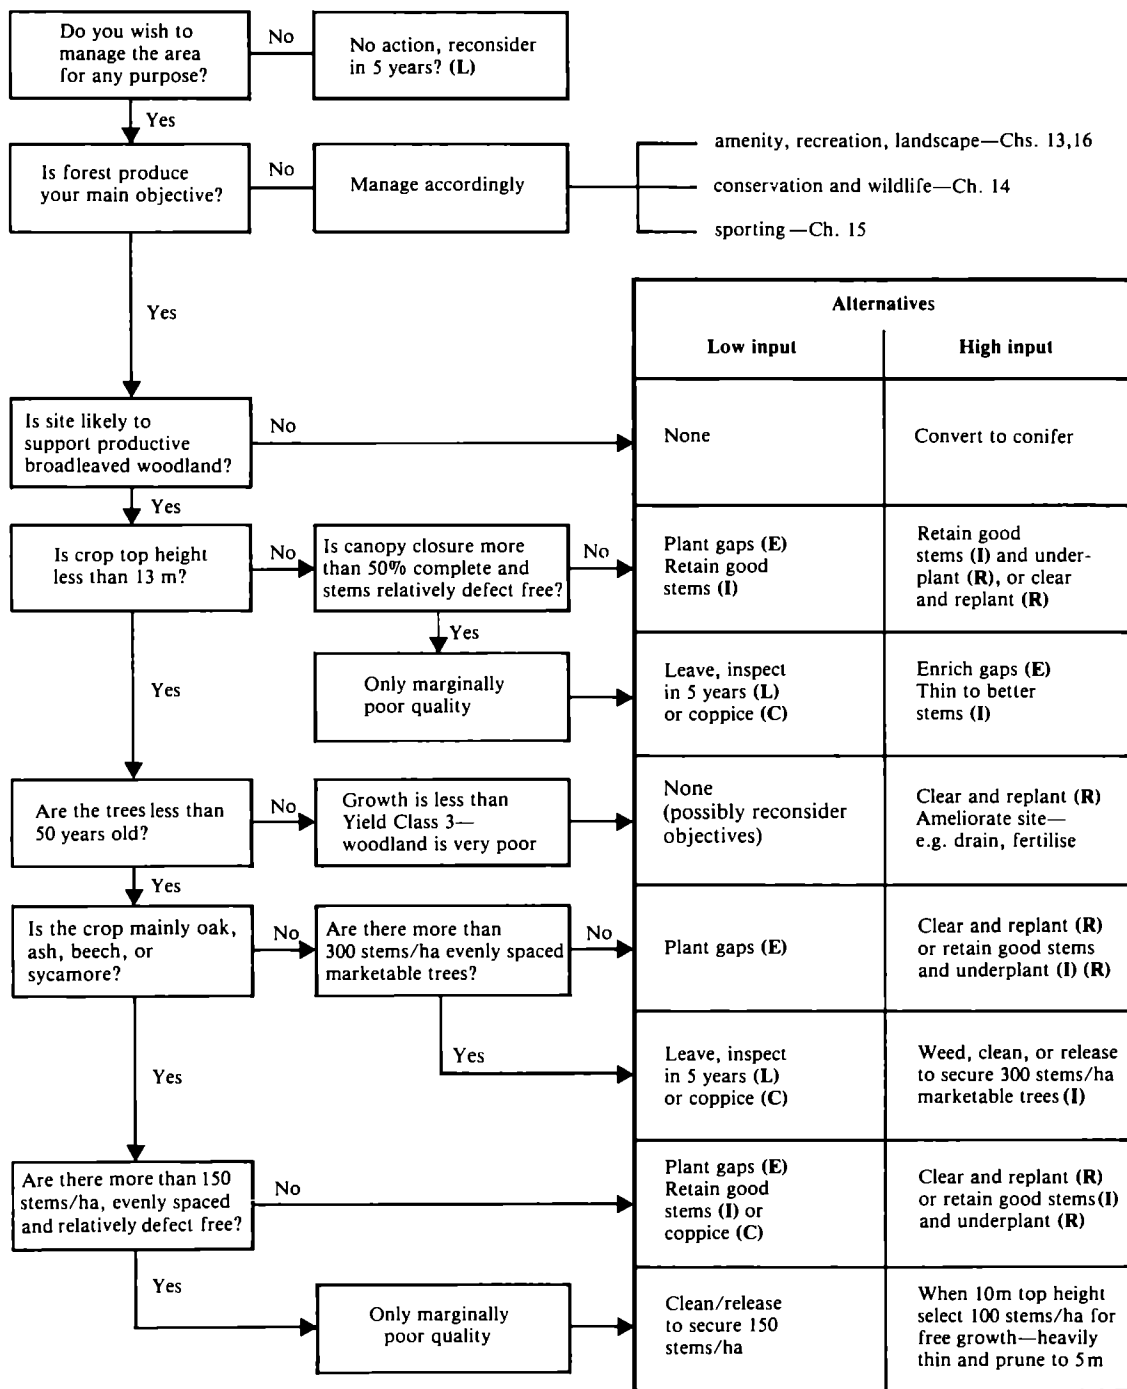 Do you wish to
manage the area
for any purpose?
No
No action, reconsider
in 5 years? (L)
Yes
Is forest produce
your main objective?
No
Manage accordingly
amenity, recreation, landscape—Chs. 13,16
conservation and wildlife—Ch. 14
sporting—Ch. 15
Yes
Alternatives
Low input
High input
Is site likely to
support productive
broadleaved woodland?
No
None
Convert to conifer
Yes
Is crop top height
less than 13 m?
No
Is canopy closure more
than 50% complete and
stems relatively defect free?
No
Plant gaps (E)
Retain good
stems (I)
Retain good
stems (I) and under-
plant (R), or clear
and replant (R)
Yes
Yes
Only marginally
poor quality
Leave, inspect
in 5 years (L)
or coppice (C)
Enrich gaps (E)
Thin to better
stems (I)
Are the trees less than
50 years old?
No
Growth is less than
Yield Class 3—
woodland is very poor
None
(possibly reconsider
objectives)
Clear and replant (R)
Ameliorate site—
e.g. drain, fertilise
Yes
Is the crop mainly oak,
ash, beech, or
sycamore?
No
Are there more than
300 stems/ha evenly spaced
marketable trees?
No
Plant gaps (E)
Clear and replant (R)
or retain good stems
and underplant (I) (R)
Yes
Yes
Leave, inspect
in 5 years (L)
or coppice (C)
Weed, clean, or release
to secure 300 stems/ha
marketable trees (I)
Are there more than 150
stems/ha, evenly spaced
and relatively defect free?
No
Plant gaps (E)
Retain good
stems (I) or
coppice (C)
Clear and replant (R)
or retain good stems (I)
and underplant (R)
Yes
Only marginally
poor quality
Clean/release
to secure 150
stems/ha
When 10m top height
select 100 stems/ha for
free growth—heavily
thin and prune to 5m